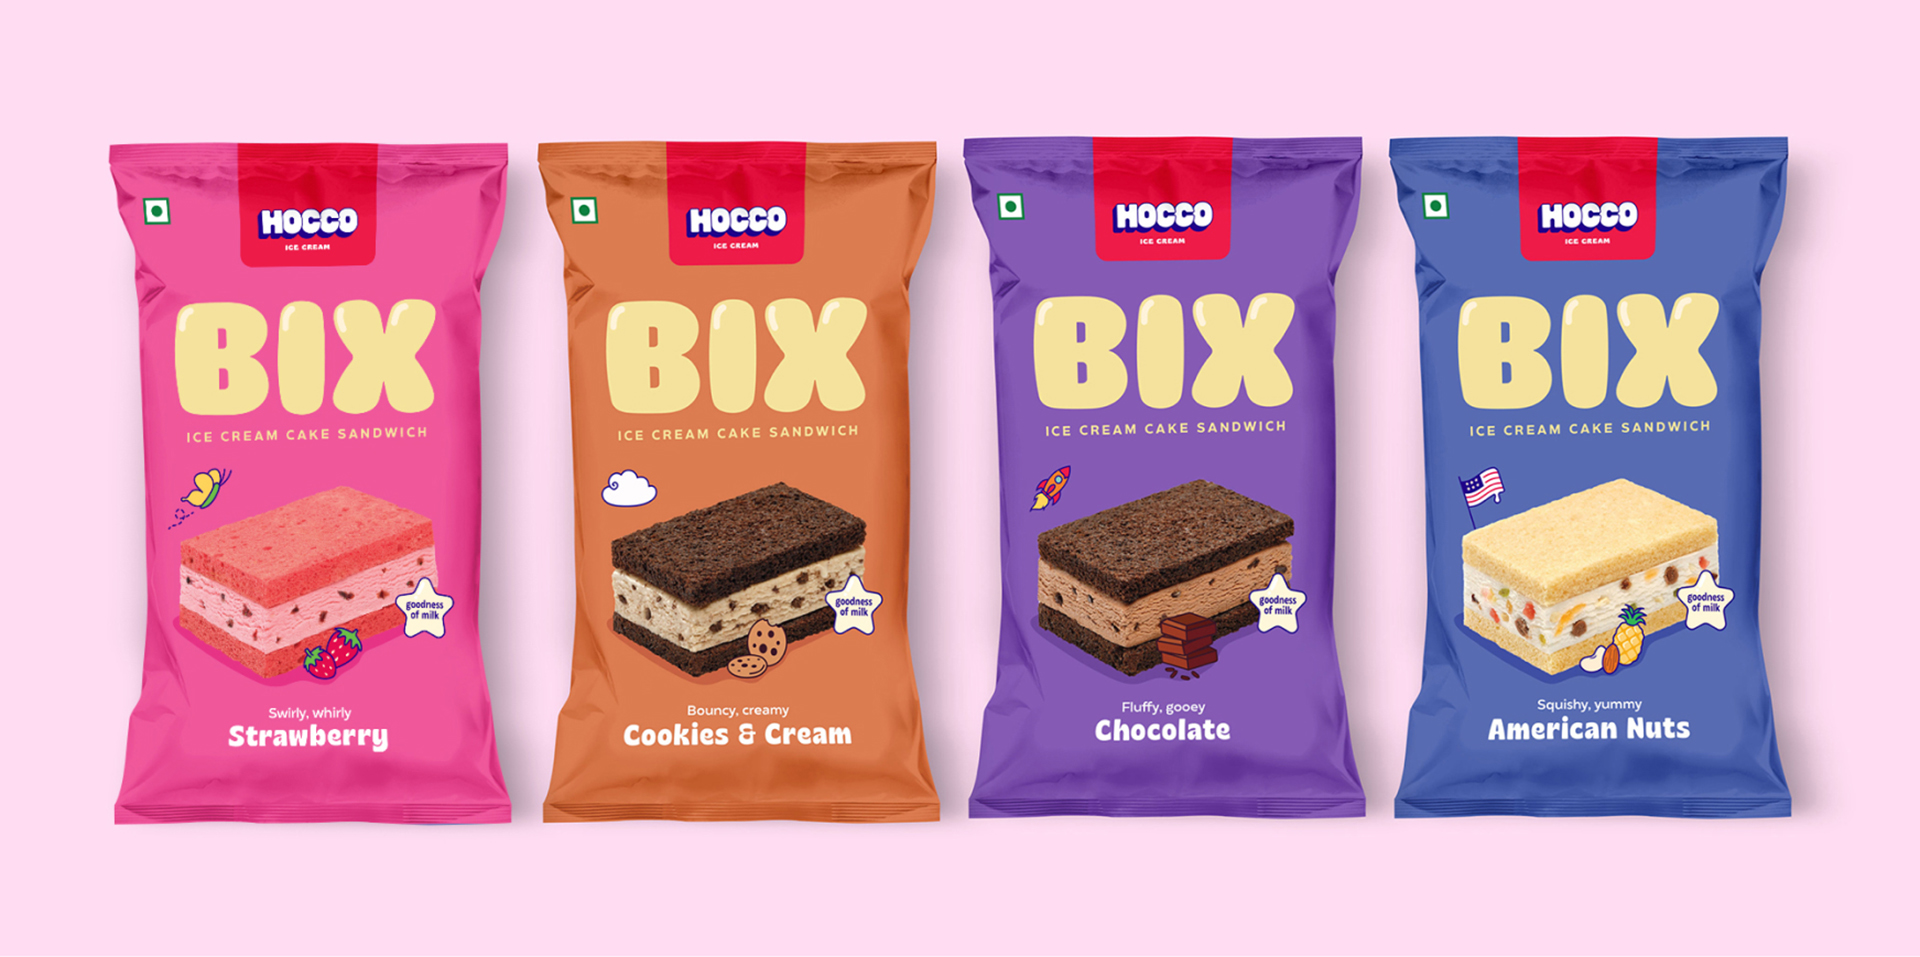 HOCCO
ICE CREAM
BIX
ICE CREAM CAKE SANDWICH
goodness
of milk
Swirly, whirly
Strawberry
HOCCO
ICE CREAM
BIX
ICE CREAM CAKE SANDWICH
goodness
of milk
Bouncy, creamy
Cookies & Cream
HOCCO
ICE CREAM
BIX
ICE CREAM CAKE SANDWICH
goodness
of milk
Fluffy, gooey
Chocolate
HOCCO
ICE CREAM
BIX
ICE CREAM CAKE SANDWICH
goodness
of milk
Squishy, yummy
American Nuts